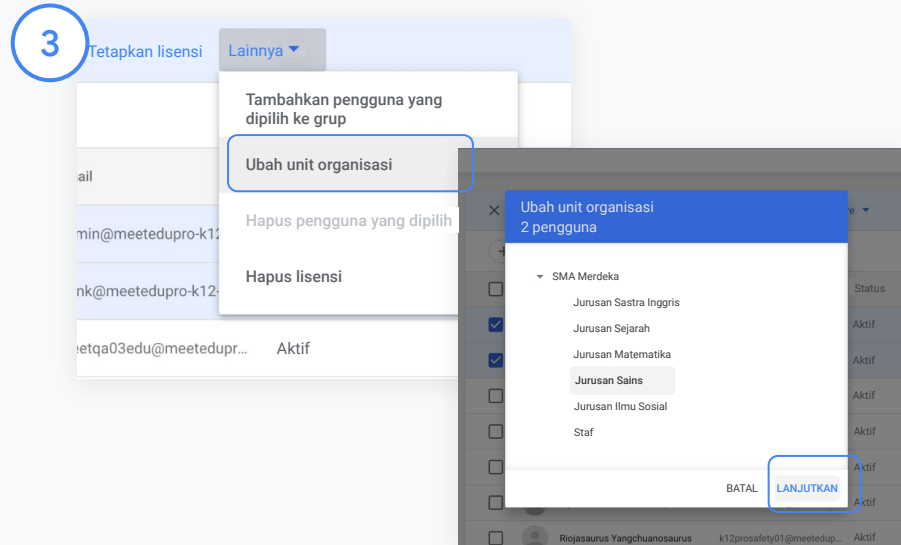 3
Tetapkan lisensi
Lainnya
Tambahkan pengguna yang
dipilih ke grup
Ubah unit organisasi
Hapus pengguna yang dipilih
Hapus lisensi
ail
min@meetedupro-k12
nk@meetedupro-k12-
eetqa03edu@meetedupr...
Aktif
Ubah unit organisasi
2 pengguna
SMA Merdeka
Jurusan Sastra Inggris
Jurusan Sejarah
Jurusan Matematika
Jurusan Sains
Jurusan Ilmu Sosial
Staf
BATAL
LANJUTKAN
Status
Aktif
Aktif
Aktif
Aktif
Aktif
Aktif
Riojasaurus Yangchuanosaurus
k12prosafety01@meetedup...
Aktif